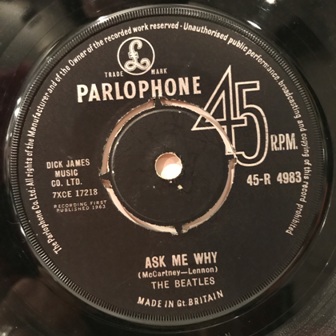 The Parlophone Co. Ltd. All rights of the Manufacturer and of the Owner of the recorded work reserved · Unauthorised public performance broadcasting and copying of this record prohibited
£
TRADE MARK
PARLOPHONE
45
R.P.M.
DICK JAMES
MUSIC
CO. LTD.
7XCE 17218
RECORDING FIRST
PUBLISHED 1963
45-R 4983
ASK ME WHY
(McCartney—Lennon)
THE BEATLES
MADE IN Gt. BRITAIN